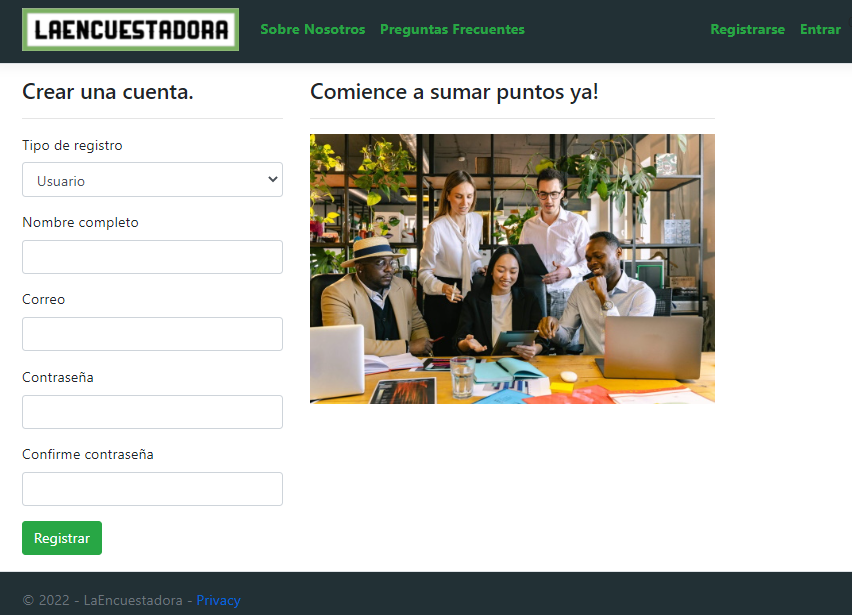 LAENCUESTADORA
Sobre Nosotros
Preguntas Frecuentes
Registrarse
Entrar
Crear una cuenta.
Tipo de registro
Usuario
Nombre completo
Correo
Contraseña
Confirme contraseña
Registrar
Comience a sumar puntos ya!
© 2022 - LaEncuestadora - Privacy